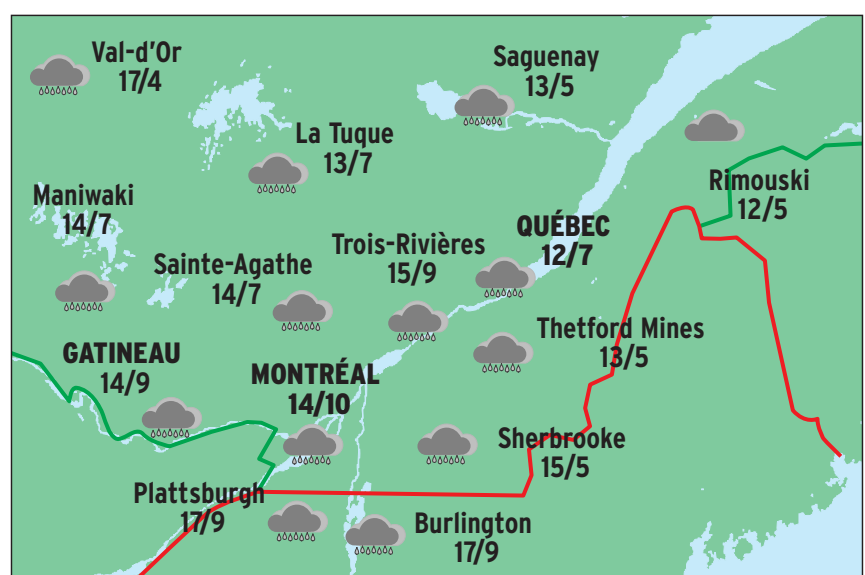 Val-d'Or
17/4
Saguenay
13/5
La Tuque
13/7
Rimouski
12/5
Maniwaki
14/7
QUÉBEC
12/7
Trois-Rivières
15/9
Sainte-Agathe
14/7
Thetford Mines
13/5
GATINEAU
14/9
MONTRÉAL
14/10
Sherbrooke
15/5
Plattsburgh
17/9
Burlington
17/9